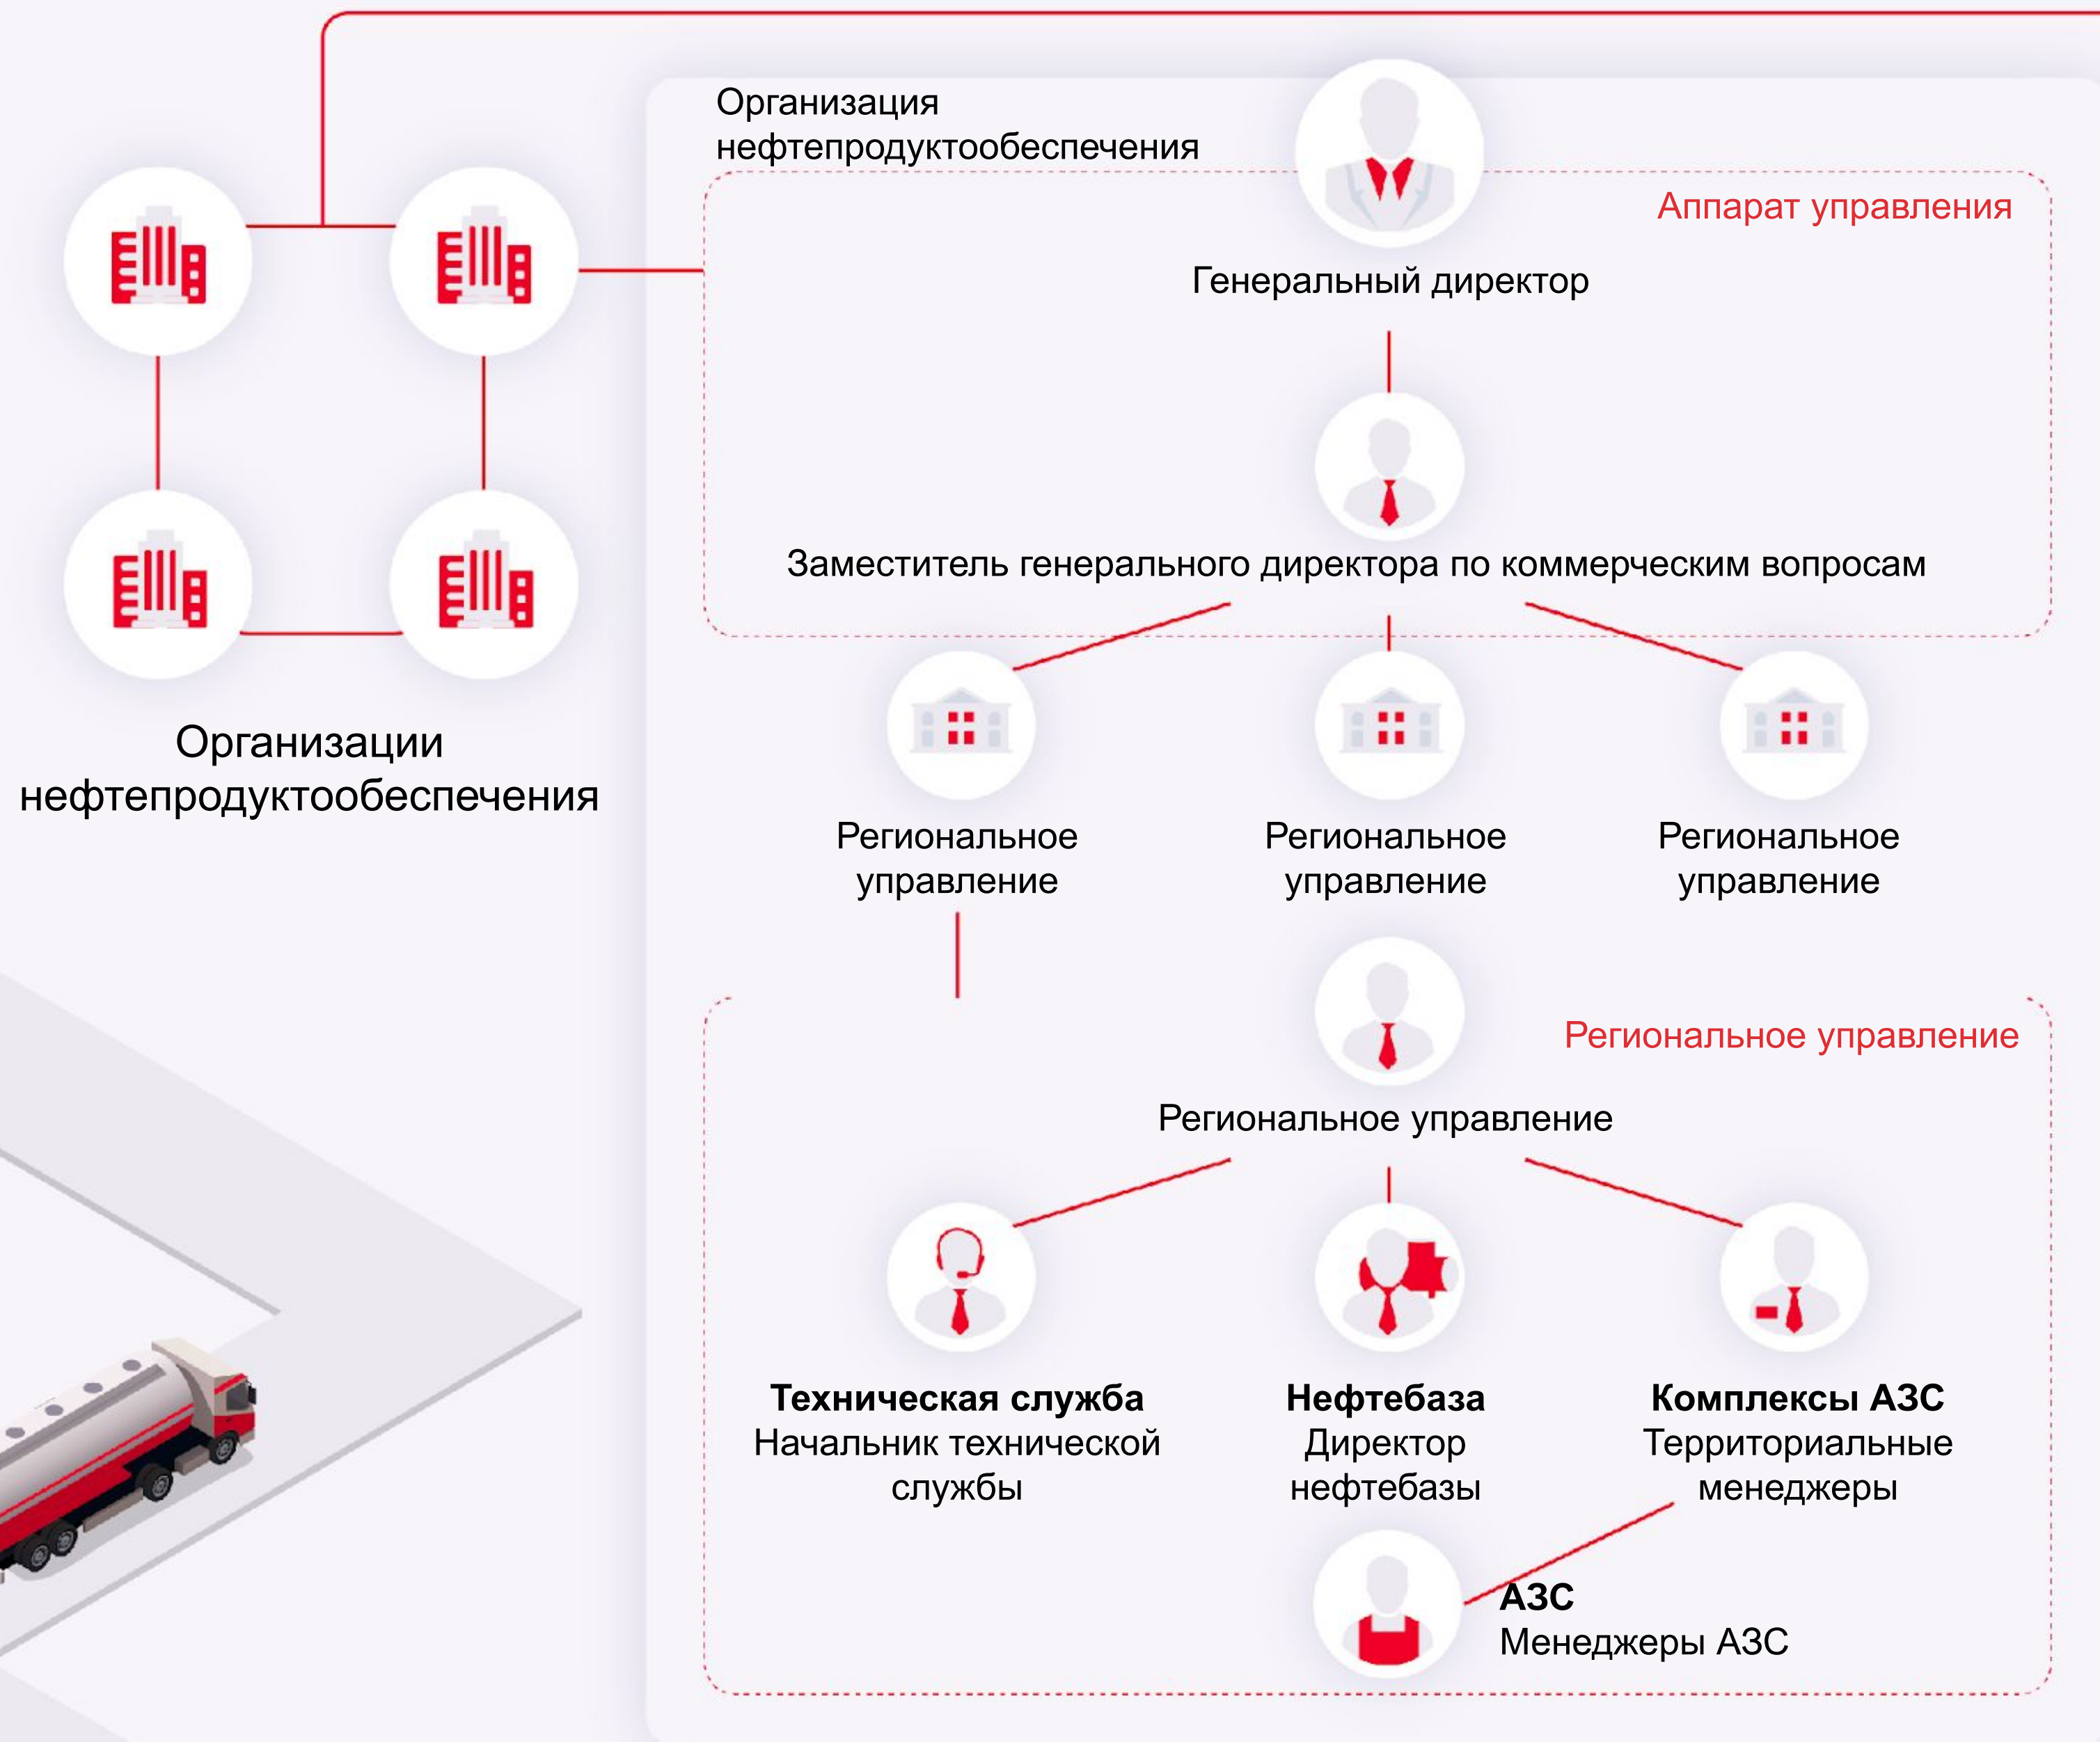 Организация
нефтепродуктообеспечения
Аппарат управления
Генеральный директор
Заместитель генерального директора по коммерческим вопросам
Организации
нефтепродуктообеспечения
Региональное
управление
Региональное
управление
Региональное
управление
Региональное управление
Региональное управление
Техническая служба
Начальник технической
службы
Нефтебаза
Директор
нефтебазы
Комплексы АЗС
Территориальные
менеджеры
АЗС
Менеджеры АЗС